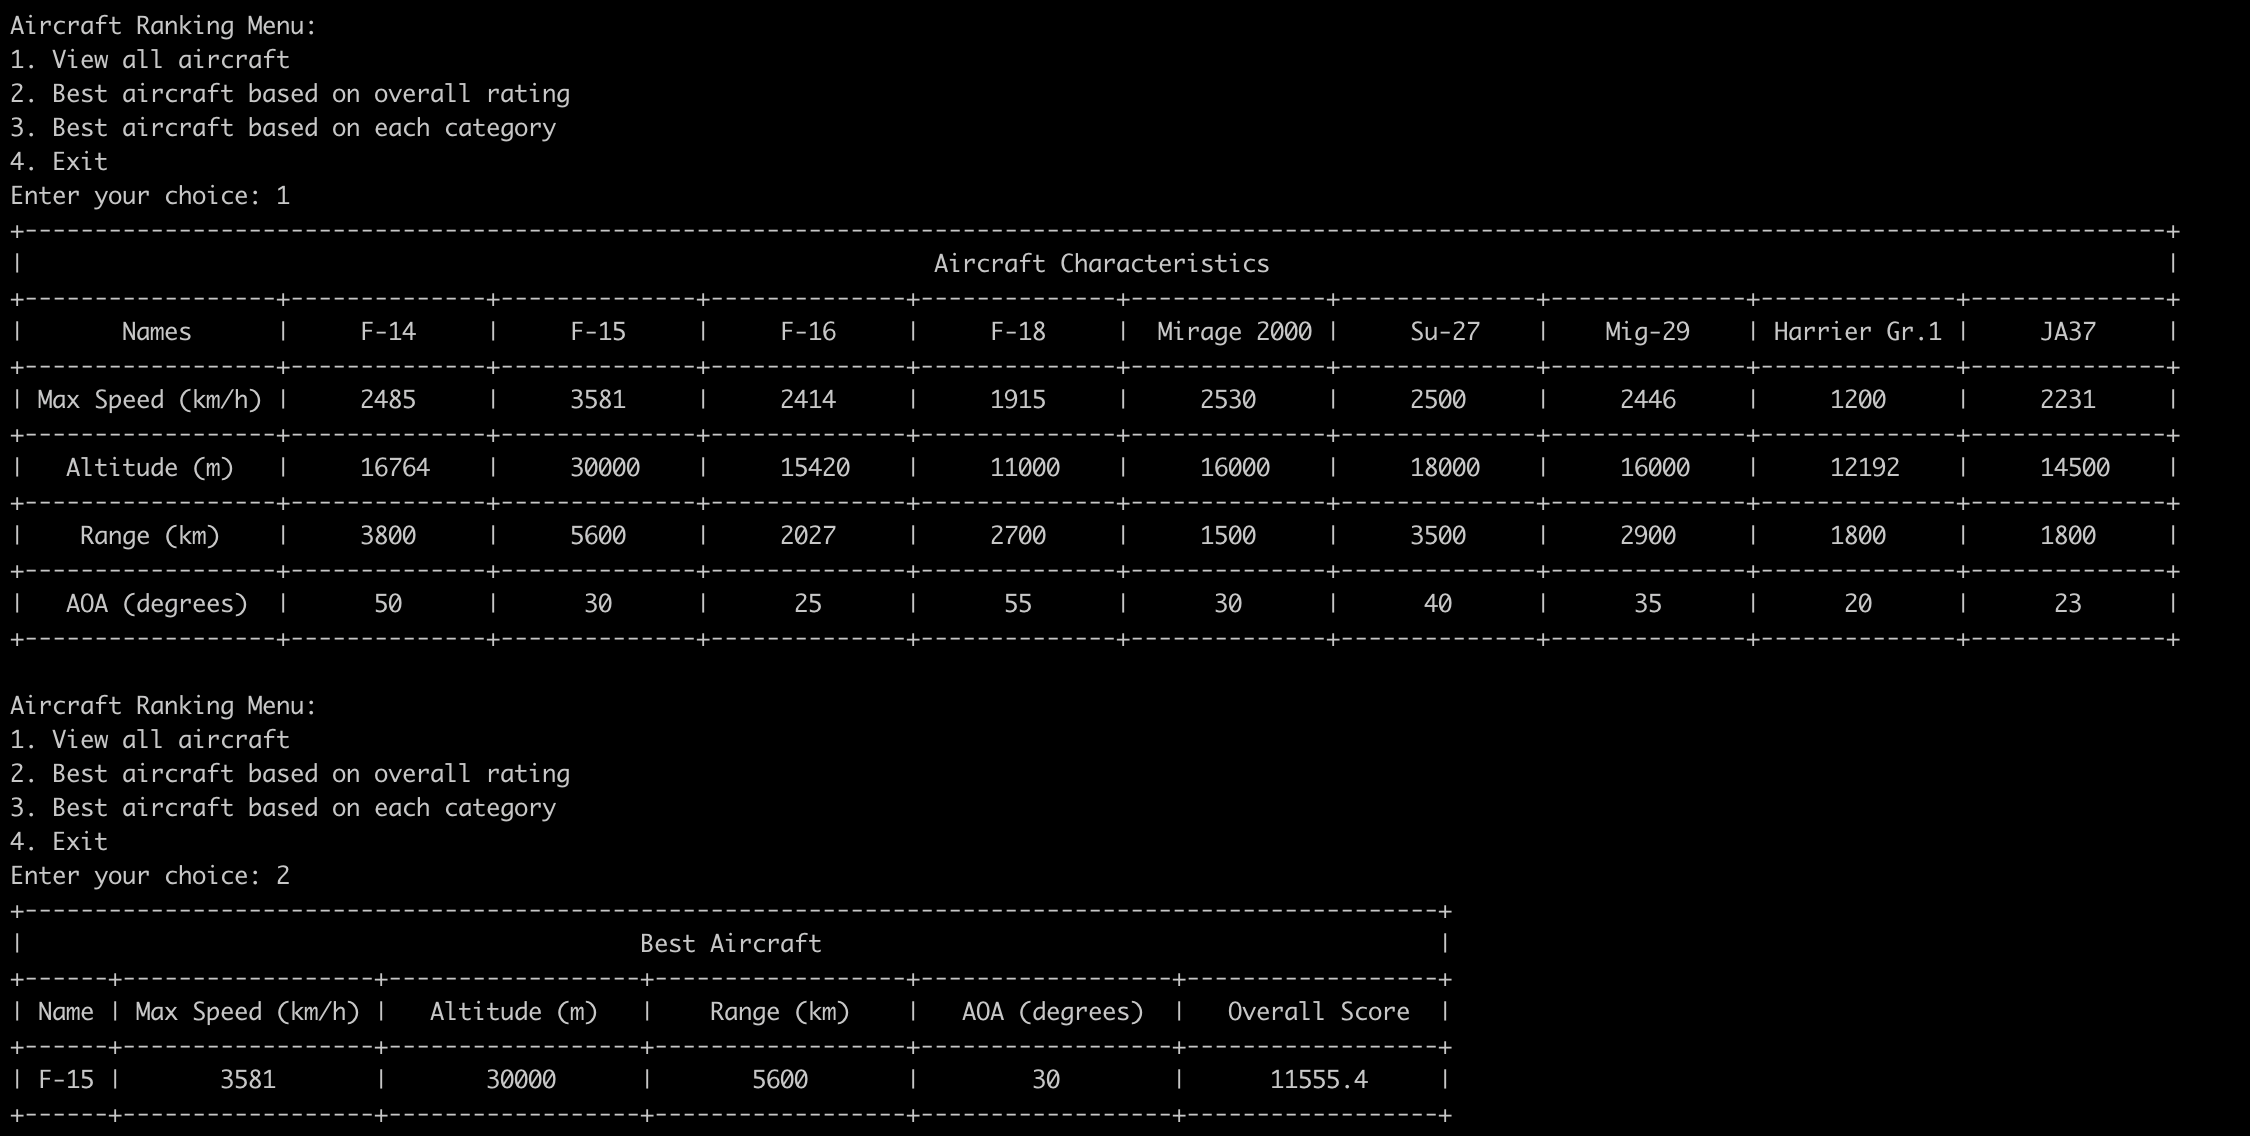 Aircraft Ranking Menu:
1. View all aircraft
2. Best aircraft based on overall rating
3. Best aircraft based on each category
4. Exit
Enter your choice: 1
+---------------------------------------------------------------------------------------------------------------------------------------------------------+
|                                                                 Aircraft Characteristics                                                                |
+------------------+--------------+--------------+--------------+--------------+--------------+--------------+--------------+--------------+--------------+
|       Names      |     F-14     |     F-15     |     F-16     |     F-18     |  Mirage 2000 |     Su-27    |    Mig-29    | Harrier Gr.1 |     JA37     |
+------------------+--------------+--------------+--------------+--------------+--------------+--------------+--------------+--------------+--------------+
| Max Speed (km/h) |     2485     |     3581     |     2414     |     1915     |     2530     |     2500     |     2446     |     1200     |     2231     |
+------------------+--------------+--------------+--------------+--------------+--------------+--------------+--------------+--------------+--------------+
|   Altitude (m)   |     16764    |     30000    |     15420    |     11000    |     16000    |     18000    |     16000    |     12192    |     14500    |
+------------------+--------------+--------------+--------------+--------------+--------------+--------------+--------------+--------------+--------------+
|    Range (km)    |     3800     |     5600     |     2027     |     2700     |     1500     |     3500     |     2900     |     1800     |     1800     |
+------------------+--------------+--------------+--------------+--------------+--------------+--------------+--------------+--------------+--------------+
|   AOA (degrees)  |      50      |      30      |      25      |      55      |      30      |      40      |      35      |      20      |      23      |
+------------------+--------------+--------------+--------------+--------------+--------------+--------------+--------------+--------------+--------------+

Aircraft Ranking Menu:
1. View all aircraft
2. Best aircraft based on overall rating
3. Best aircraft based on each category
4. Exit
Enter your choice: 2
+-----------------------------------------------------------------------------------------------------+
|                                            Best Aircraft                                            |
+------+------------------+------------------+------------------+------------------+------------------+
| Name | Max Speed (km/h) |   Altitude (m)   |    Range (km)    |   AOA (degrees)  |   Overall Score  |
+------+------------------+------------------+------------------+------------------+------------------+
| F-15 |       3581       |       30000      |       5600       |        30        |      11555.4     |
+------+------------------+------------------+------------------+------------------+------------------+